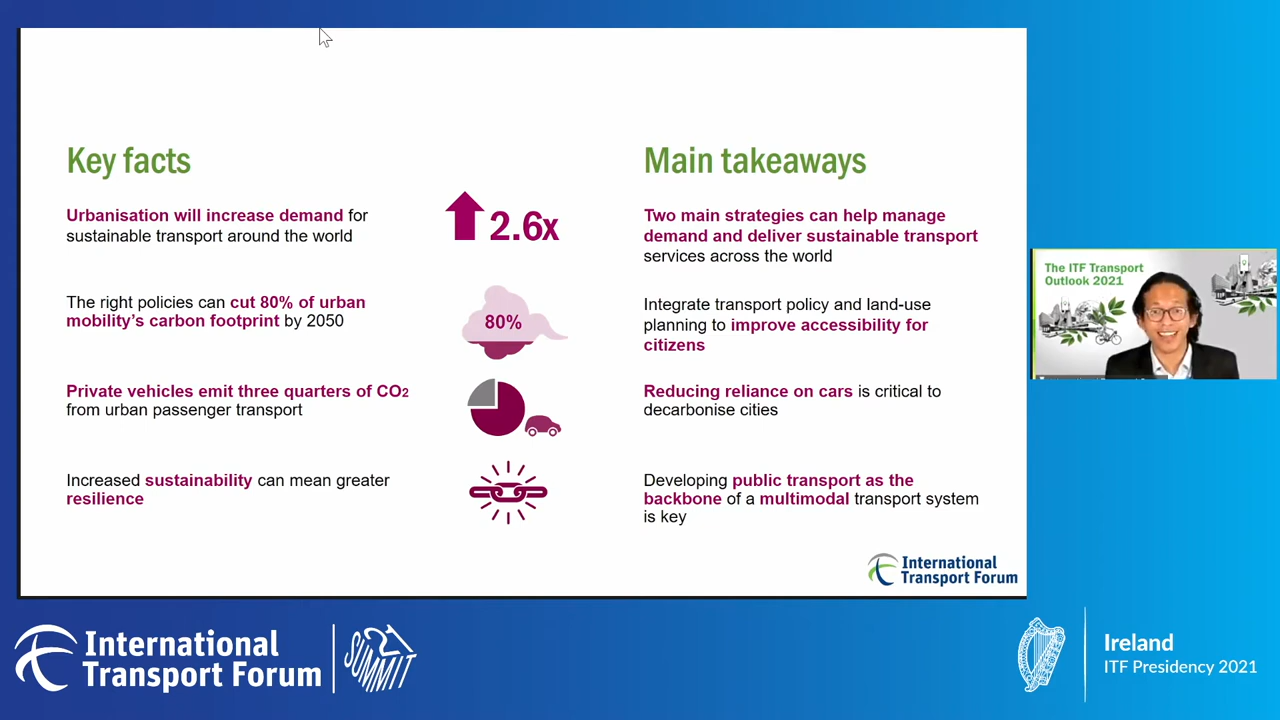 Key facts
Urbanisation will increase demand for
sustainable transport around the world
2.6x
The right policies can cut 80% of urban
mobility's carbon footprint by 2050
80%
Private vehicles emit three quarters of CO2
from urban passenger transport
Increased sustainability can mean greater
resilience
Main takeaways
Two main strategies can help manage
demand and deliver sustainable transport
services across the world
Integrate transport policy and land-use
planning to improve accessibility for
citizens
Reducing reliance on cars is critical to
decarbonise cities
Developing public transport as the
backbone of a multimodal transport system
is key
International
Transport Forum
The ITF Transport
Outlook 2021
International
Transport Forum
21
SUMMIT
Ireland
ITF Presidency 2021